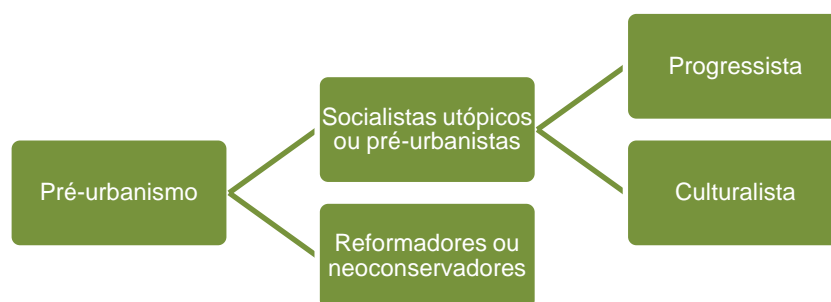 Pré-urbanismo
Socialistas utópicos
ou pré-urbanistas
Progressista
Culturalista
Reformadores ou
neoconservadores